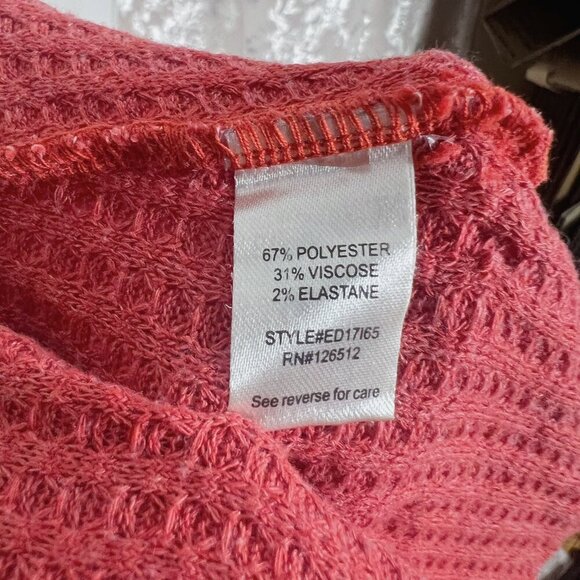 67% POLYESTER
31% VISCOSE
2% ELASTANE
STYLE#ED17I65
RN#126512
See reverse for care